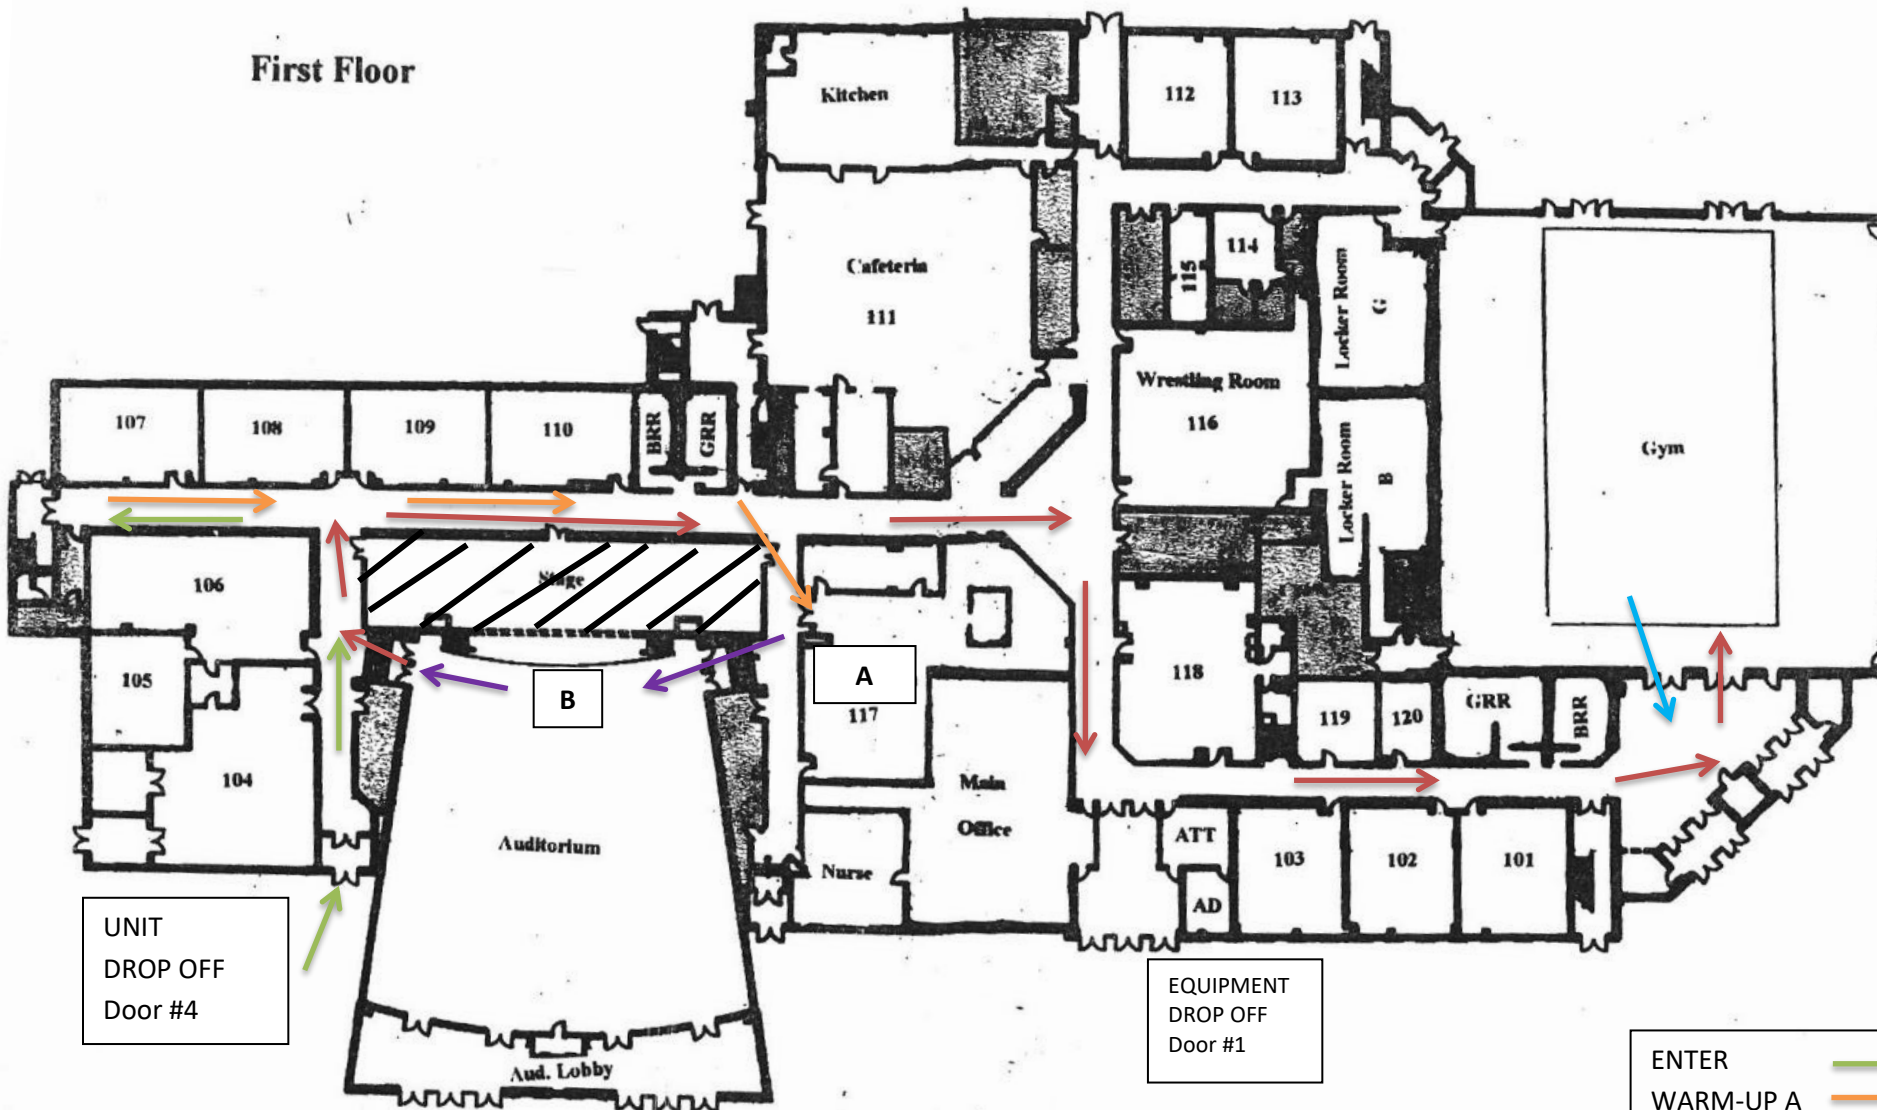 First Floor
Kitchen
112
113
Cafeteria
111
115
114
Locker Room
G
Wrestling Room
116
Locker Room
B
Gym
107
108
109
110
BRR
GRR
106
Stage
105
104
B
A
117
118
119
120
GRR
BRR
Auditorium
Main
Office
Nurse
ATT
AD
103
102
101
Aud. Lobby
UNIT
DROP OFF
Door #4
EQUIPMENT
DROP OFF
Door #1
ENTER
WARM-UP A